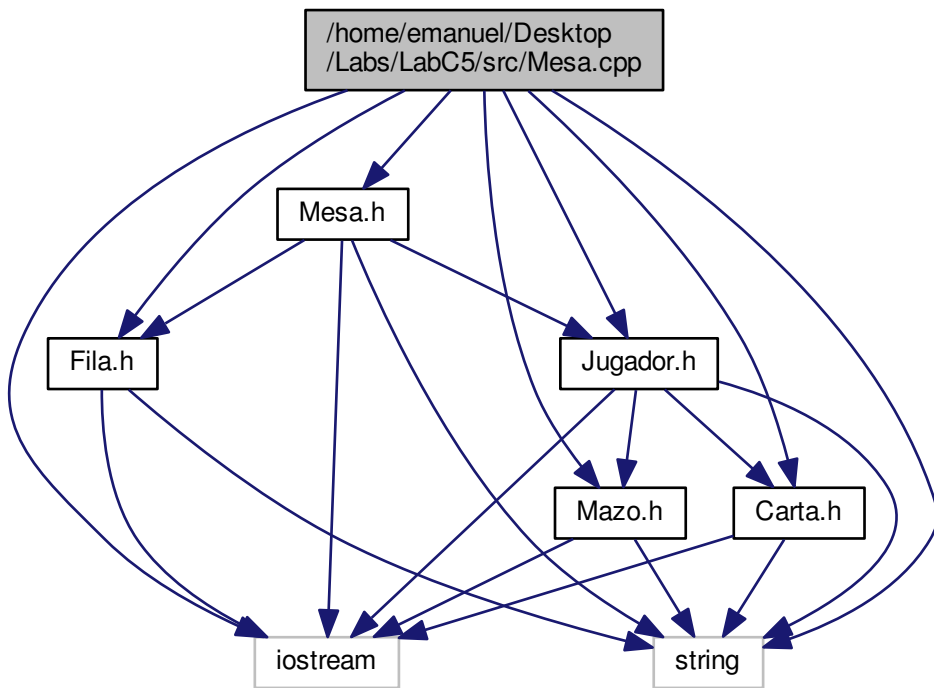 /home/emanuel/Desktop
/Labs/LabC5/src/Mesa.cpp
Mesa.h
Fila.h
Jugador.h
Mazo.h
Carta.h
iostream
string